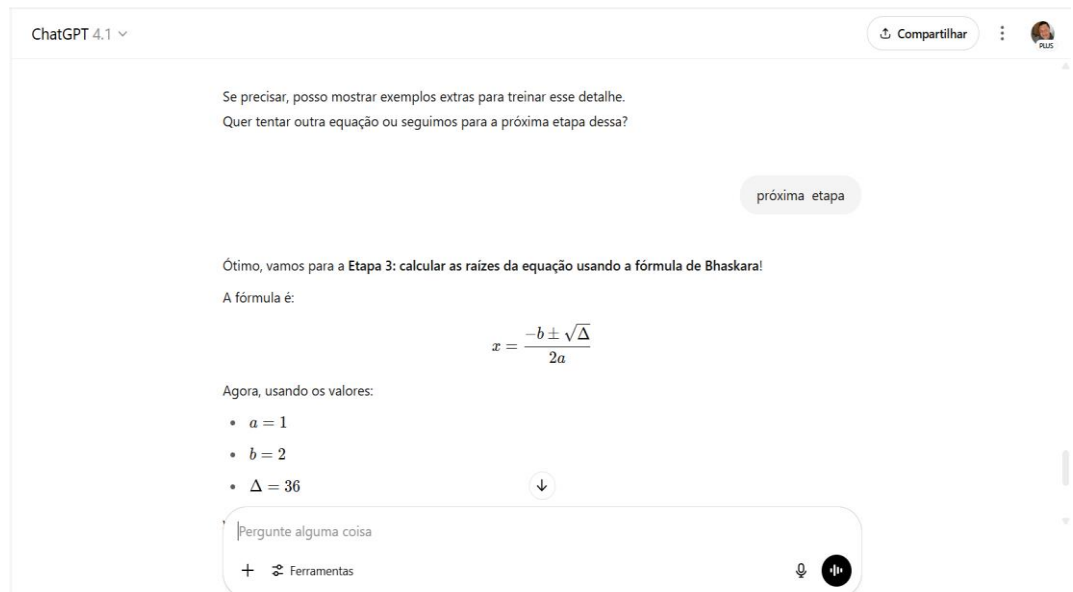 ChatGPT 4.1
Compartilhar
PLUS
Se precisar, posso mostrar exemplos extras para treinar esse detalhe.
Quer tentar outra equação ou seguimos para a próxima etapa dessa?
próxima etapa
Ótimo, vamos para a Etapa 3: calcular as raízes da equação usando a fórmula de Bhaskara!
A fórmula é:
x = \frac{-b ± √Δ}{2a}
Agora, usando os valores:
• a = 1
• b = 2
• Δ = 36
Pergunte alguma coisa
Ferramentas